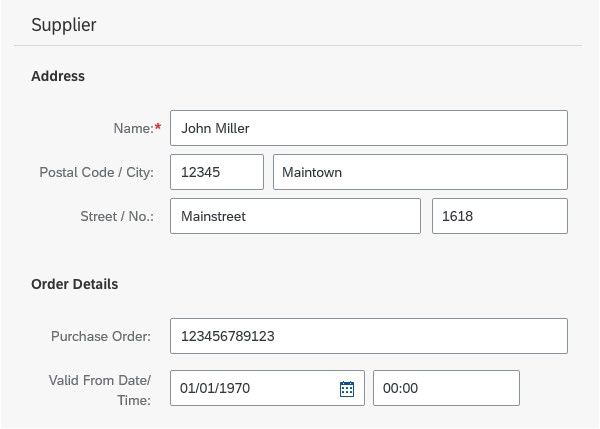 Supplier
Address
Name:* John Miller
Postal Code / City: 12345 Maintown
Street / No.: Mainstreet 1618
Order Details
Purchase Order: 123456789123
Valid From Date/
Time: 01/01/1970 00:00